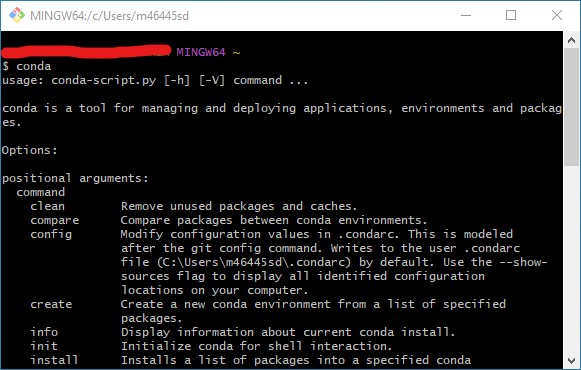 MINGW64:/c/Users/m46445sd
MINGW64 ~
$ conda
usage: conda-script.py [-h] [-V] command ...
conda is a tool for managing and deploying applications, environments and packag
es.
Options:
positional arguments:
command
clean Remove unused packages and caches.
compare Compare packages between conda environments.
config Modify configuration values in .condarc. This is modeled
after the git config command. Writes to the user .condarc
file (C:\Users\m46445sd\.condarc) by default. Use the --show-
sources flag to display all identified configuration
locations on your computer.
create Create a new conda environment from a list of specified
packages.
info Display information about current conda install.
init Initialize conda for shell interaction.
install Installs a list of packages into a specified conda